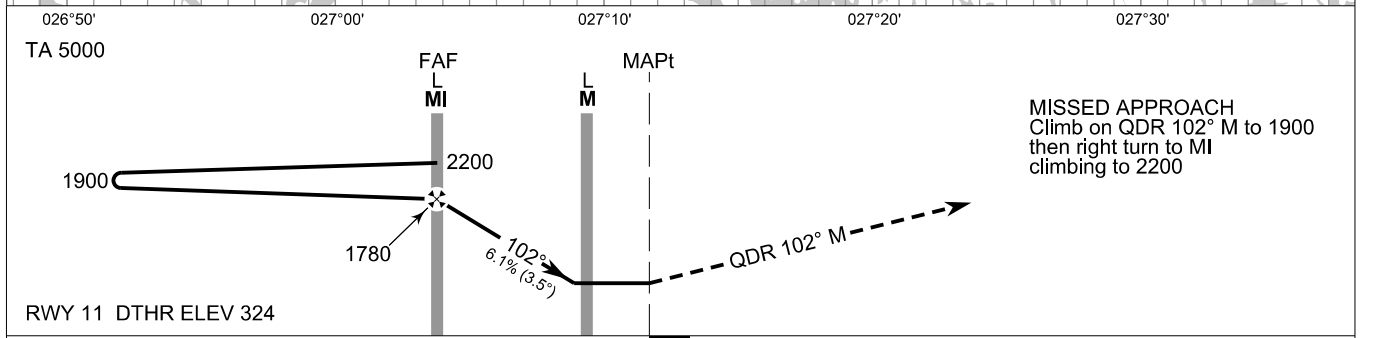 026°50' 027°00' 027°10' 027°20' 027°30'
TA 5000
FAF
L
MI
L
M
MAPt
MISSED APPROACH
Climb on QDR 102° M to 1900
then right turn to MI
climbing to 2200
2200
1900
1780
102°
6.1% (3.5°)
QDR 102° M
RWY 11 DTHR ELEV 324